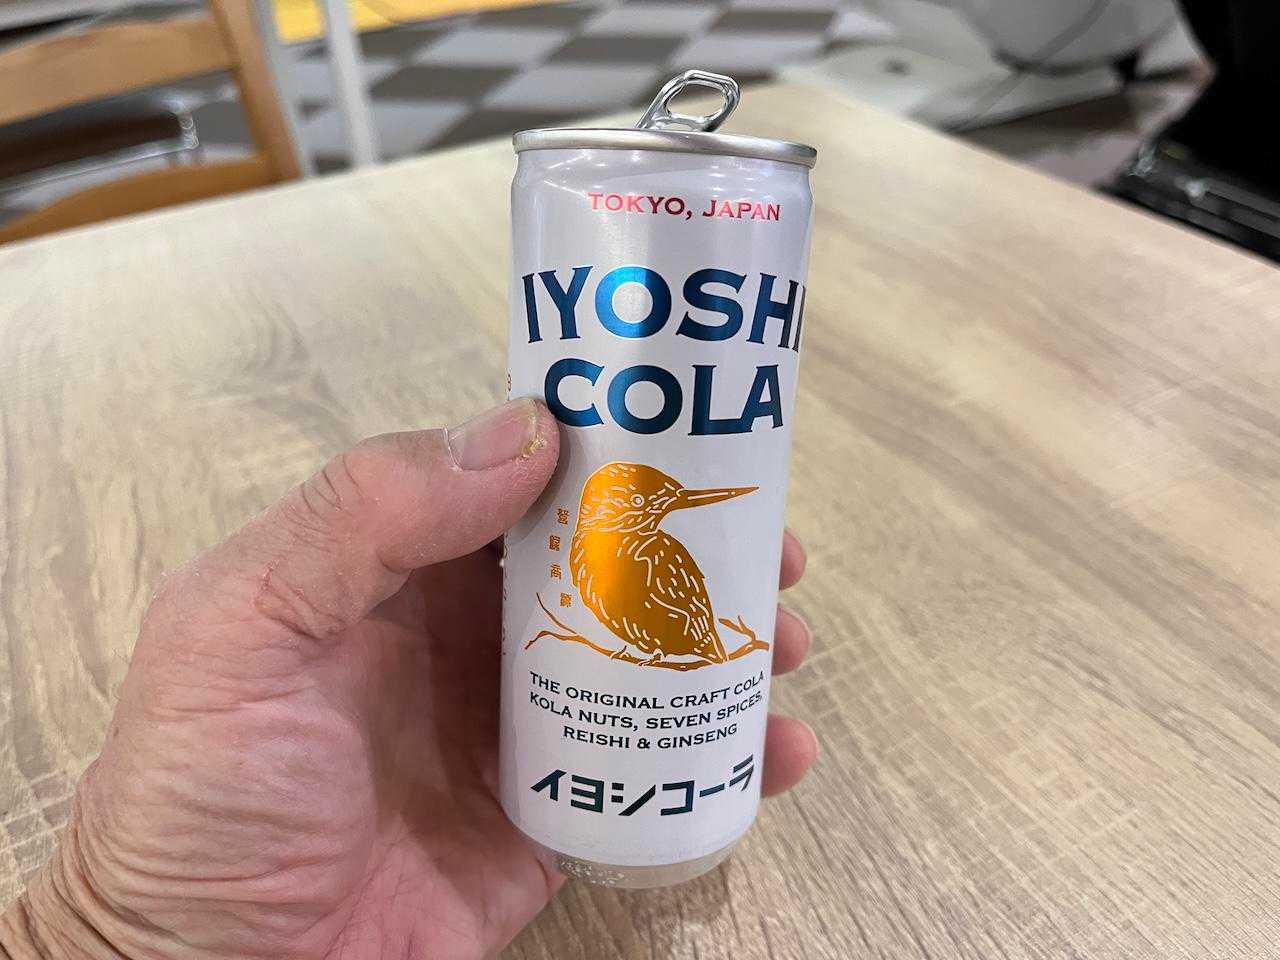 TOKYO, JAPAN
IYOSHI
COLA
THE ORIGINAL CRAFT COLA
KOLA NUTS, SEVEN SPICES,
REISHI & GINSENG
イヨシコーラ